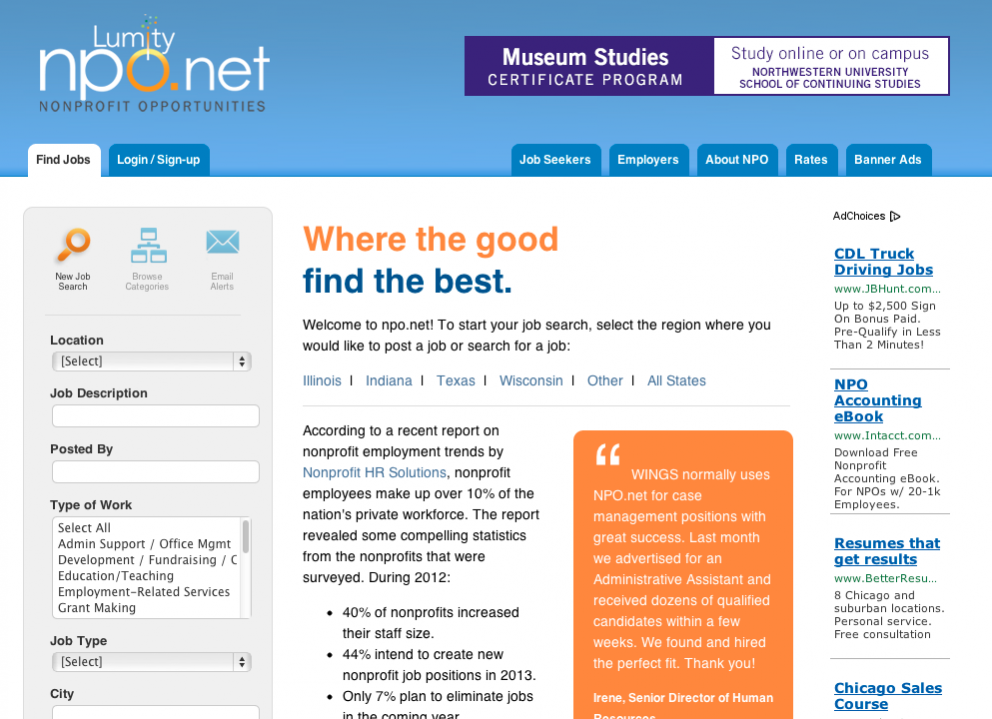 Lumity
npo.net
NONPROFIT OPPORTUNITIES
Museum Studies
CERTIFICATE PROGRAM
Study online or on campus
NORTHWESTERN UNIVERSITY
SCHOOL OF CONTINUING STUDIES
Find Jobs
Login / Sign-up
Job Seekers
Employers
About NPO
Rates
Banner Ads
New Job
Search
Browse
Categories
Email
Alerts
Location
[Select]
Job Description
Posted By
Type of Work
Select All
Admin Support / Office Mgmt
Development / Fundraising / C
Education/Teaching
Employment-Related Services
Grant Making
Job Type
[Select]
City
Where the good
find the best.
Welcome to npo.net! To start your job search, select the region where you
would like to post a job or search for a job:
Illinois | Indiana | Texas | Wisconsin | Other | All States
According to a recent report on
nonprofit employment trends by
Nonprofit HR Solutions, nonprofit
employees make up over 10% of the
nation's private workforce. The report
revealed some compelling statistics
from the nonprofits that were
surveyed. During 2012:
• 40% of nonprofits increased
their staff size.
• 44% intend to create new
nonprofit job positions in 2013.
• Only 7% plan to eliminate jobs
in the coming year.
“ WINGS normally uses
NPO.net for case
management positions with
great success. Last month
we advertised for an
Administrative Assistant and
received dozens of qualified
candidates within a few
weeks. We found and hired
the perfect fit. Thank you!
Irene, Senior Director of Human
Resources
AdChoices
CDL Truck
Driving Jobs
www.JBHunt.com...
Up to $2,500 Sign
On Bonus Paid.
Pre-Qualify in Less
Than 2 Minutes!
NPO
Accounting
eBook
www.Intacct.com...
Download Free
Nonprofit
Accounting eBook.
For NPOs w/ 20-1k
Employees.
Resumes that
get results
www.BetterResu...
8 Chicago and
suburban locations.
Personal service.
Free consultation
Chicago Sales
Course